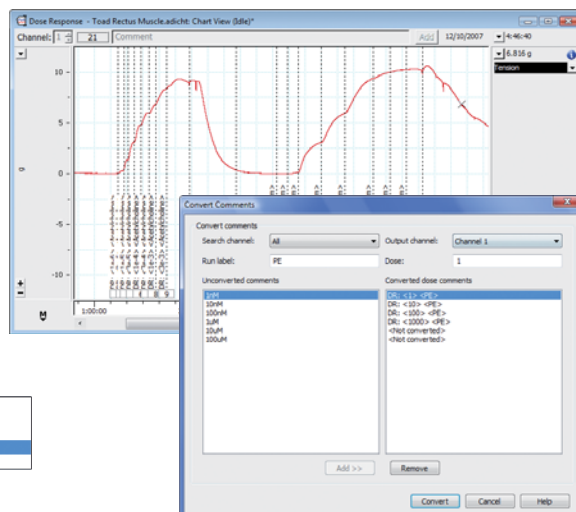 Dose Response - Toad Rectus Muscle.adicht: Chart View (Idle)*
Channel: 1 21 Comment Add 12/10/2007 4:46:40
6.816 g
Tension
10
5
0
g
-5
-10
1:00:00
Convert Comments
Convert comments
Search channel: All Output channel: Channel 1
Run label: PE Dose: 1
Unconverted comments Converted dose comments
1nM DR: <1> <PE>
10nM DR: <10> <PE>
100nM DR: <100> <PE>
1uM DR: <1000> <PE>
10uM <Not converted>
100uM <Not converted>
Add >> Remove
Convert Cancel Help